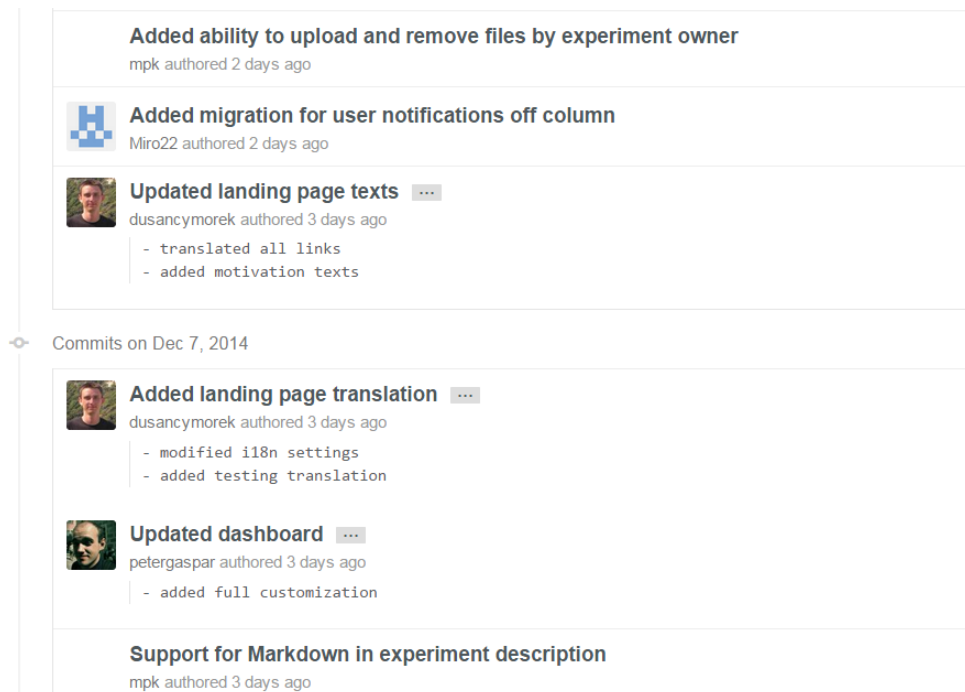 Added ability to upload and remove files by experiment owner
mpk authored 2 days ago
Added migration for user notifications off column
Miro22 authored 2 days ago
Updated landing page texts ...
dusancymorek authored 3 days ago
- translated all links
- added motivation texts
Commits on Dec 7, 2014
Added landing page translation ...
dusancymorek authored 3 days ago
- modified i18n settings
- added testing translation
Updated dashboard ...
petergaspar authored 3 days ago
- added full customization
Support for Markdown in experiment description
mpk authored 3 days ago